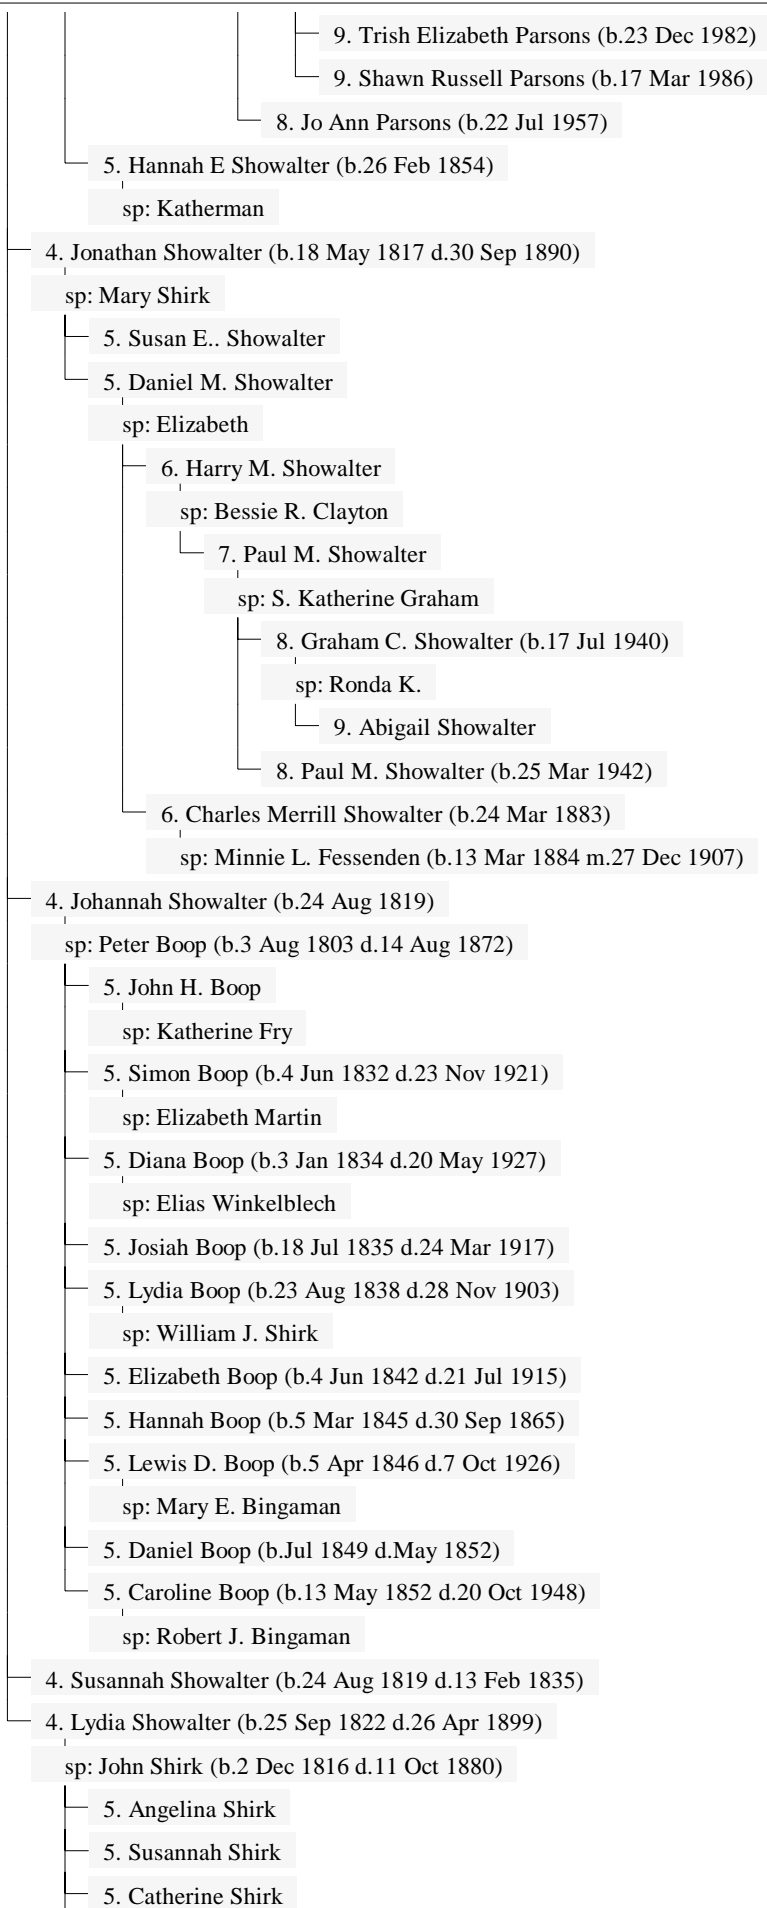 9. Trish Elizabeth Parsons (b.23 Dec 1982)
9. Shawn Russell Parsons (b.17 Mar 1986)
8. Jo Ann Parsons (b.22 Jul 1957)
5. Hannah E Showalter (b.26 Feb 1854)
sp: Katherman
4. Jonathan Showalter (b.18 May 1817 d.30 Sep 1890)
sp: Mary Shirk
5. Susan E.. Showalter
5. Daniel M. Showalter
sp: Elizabeth
6. Harry M. Showalter
sp: Bessie R. Clayton
7. Paul M. Showalter
sp: S. Katherine Graham
8. Graham C. Showalter (b.17 Jul 1940)
sp: Ronda K.
9. Abigail Showalter
8. Paul M. Showalter (b.25 Mar 1942)
6. Charles Merrill Showalter (b.24 Mar 1883)
sp: Minnie L. Fessenden (b.13 Mar 1884 m.27 Dec 1907)
4. Johannah Showalter (b.24 Aug 1819)
sp: Peter Boop (b.3 Aug 1803 d.14 Aug 1872)
5. John H. Boop
sp: Katherine Fry
5. Simon Boop (b.4 Jun 1832 d.23 Nov 1921)
sp: Elizabeth Martin
5. Diana Boop (b.3 Jan 1834 d.20 May 1927)
sp: Elias Winkelblech
5. Josiah Boop (b.18 Jul 1835 d.24 Mar 1917)
5. Lydia Boop (b.23 Aug 1838 d.28 Nov 1903)
sp: William J. Shirk
5. Elizabeth Boop (b.4 Jun 1842 d.21 Jul 1915)
5. Hannah Boop (b.5 Mar 1845 d.30 Sep 1865)
5. Lewis D. Boop (b.5 Apr 1846 d.7 Oct 1926)
sp: Mary E. Bingaman
5. Daniel Boop (b.Jul 1849 d.May 1852)
5. Caroline Boop (b.13 May 1852 d.20 Oct 1948)
sp: Robert J. Bingaman
4. Susannah Showalter (b.24 Aug 1819 d.13 Feb 1835)
4. Lydia Showalter (b.25 Sep 1822 d.26 Apr 1899)
sp: John Shirk (b.2 Dec 1816 d.11 Oct 1880)
5. Angelina Shirk
5. Susannah Shirk
5. Catherine Shirk